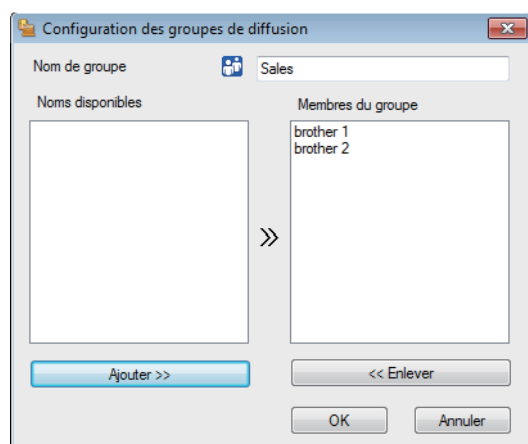 Configuration des groupes de diffusion
Nom de groupe
Sales
Noms disponibles
Membres du groupe
brother 1
brother 2
Ajouter >>
<< Enlever
OK
Annuler